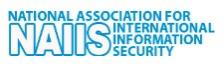 NATIONAL ASSOCIATION FOR
NAIIS INTERNATIONAL
INFORMATION
SECURITY